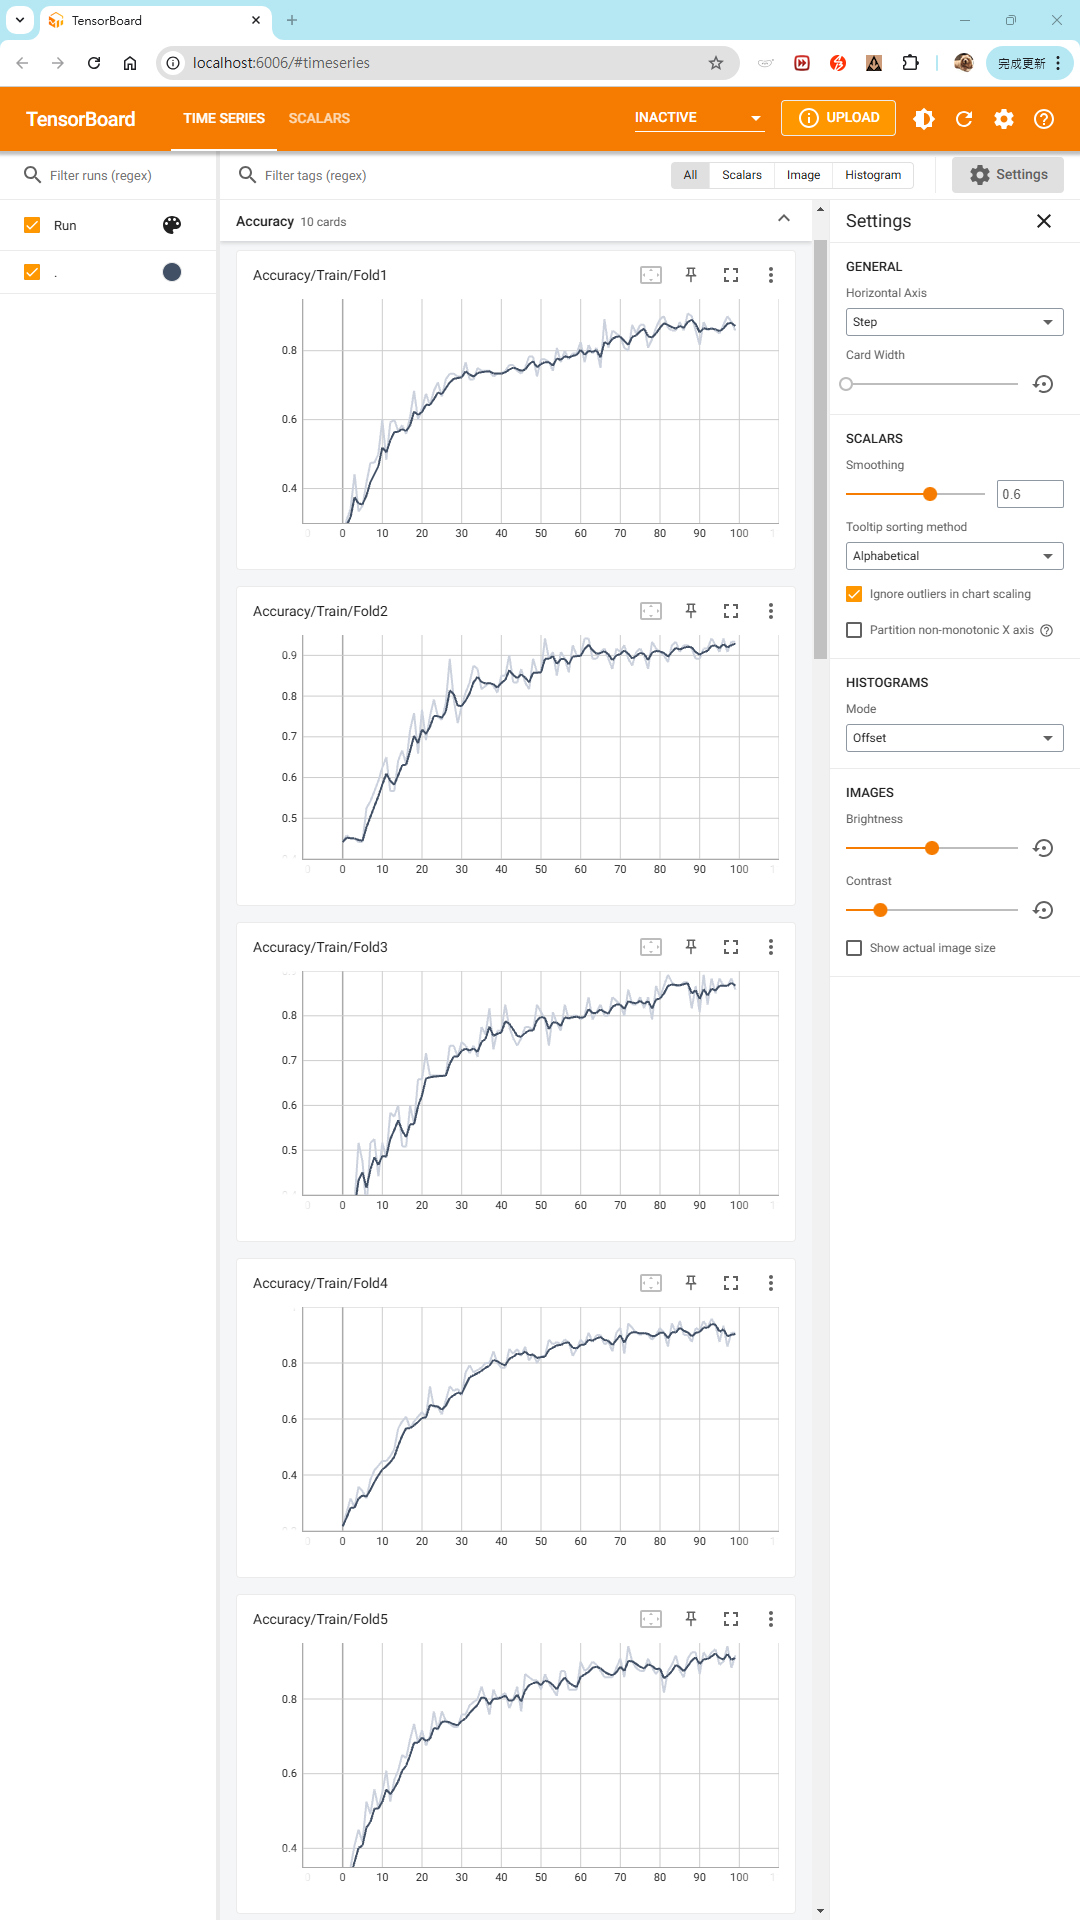 TensorBoard
localhost:6006/#timeseries
完成更新
TensorBoard
TIME SERIES
SCALARS
INACTIVE
UPLOAD
Filter runs (regex)
Filter tags (regex)
All
Scalars
Image
Histogram
Settings
Run
.
Accuracy 10 cards
Accuracy/Train/Fold1
0.8
0.6
0.4
0 10 20 30 40 50 60 70 80 90 100
Accuracy/Train/Fold2
0.9
0.8
0.7
0.6
0.5
0 10 20 30 40 50 60 70 80 90 100
Accuracy/Train/Fold3
0.8
0.7
0.6
0.5
0 10 20 30 40 50 60 70 80 90 100
Accuracy/Train/Fold4
0.8
0.6
0.4
0 10 20 30 40 50 60 70 80 90 100
Accuracy/Train/Fold5
0.8
0.6
0.4
0 10 20 30 40 50 60 70 80 90 100
Settings
GENERAL
Horizontal Axis
Step
Card Width
SCALARS
Smoothing
0.6
Tooltip sorting method
Alphabetical
Ignore outliers in chart scaling
Partition non-monotonic X axis
HISTOGRAMS
Mode
Offset
IMAGES
Brightness
Contrast
Show actual image size